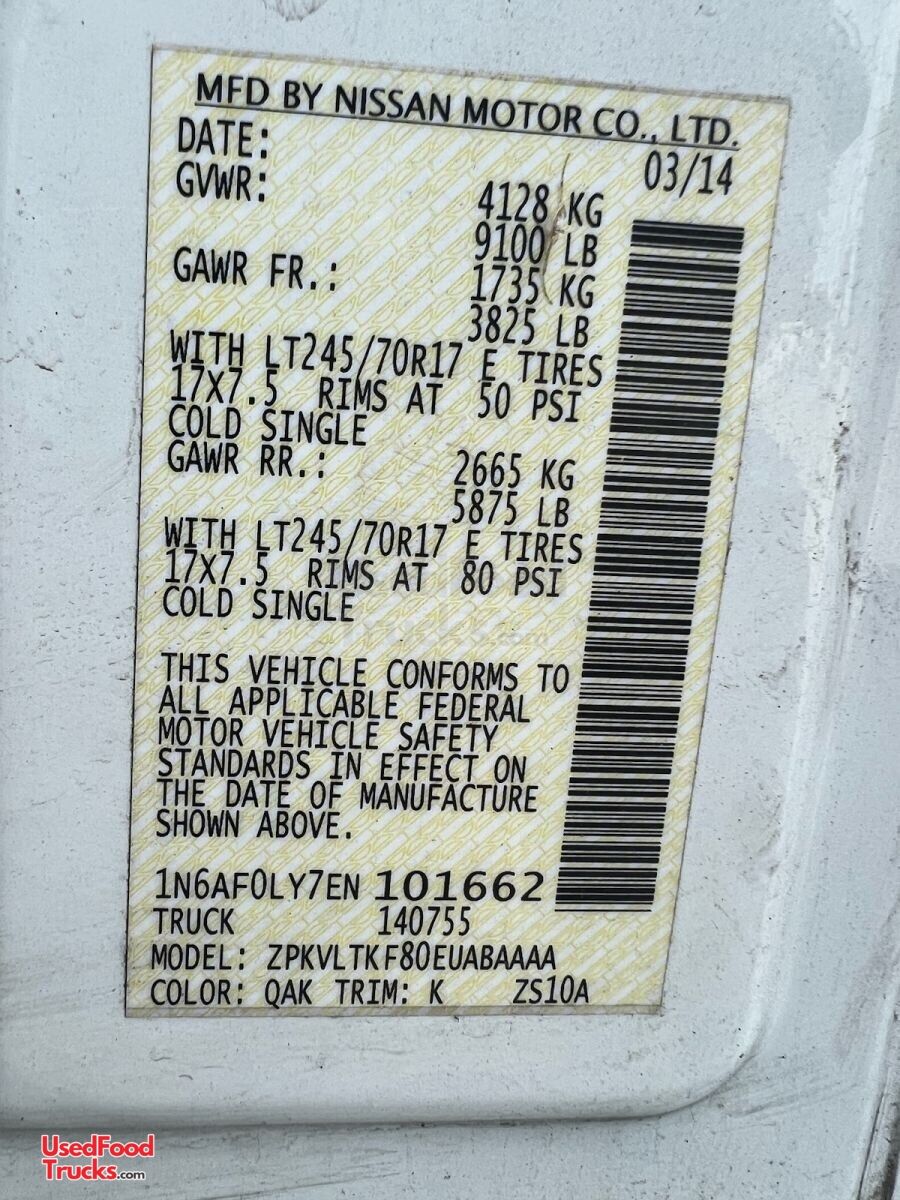 MFD BY NISSAN MOTOR CO., LTD.
DATE: 03/14
GVWR: 4128 KG
9100 LB
GAWR FR.: 1735 KG
3825 LB
WITH LT245/70R17 E TIRES
17X7.5 RIMS AT 50 PSI
COLD SINGLE
GAWR RR.: 2665 KG
5875 LB
WITH LT245/70R17 E TIRES
17X7.5 RIMS AT 80 PSI
COLD SINGLE
THIS VEHICLE CONFORMS TO
ALL APPLICABLE FEDERAL
MOTOR VEHICLE SAFETY
STANDARDS IN EFFECT ON
THE DATE OF MANUFACTURE
SHOWN ABOVE.
1N6AF0LY7EN 101662
TRUCK 140755
MODEL: ZPKVLTKF80EUABAAAA
COLOR: QAK TRIM: K ZS10A
UsedFood
Trucks.com